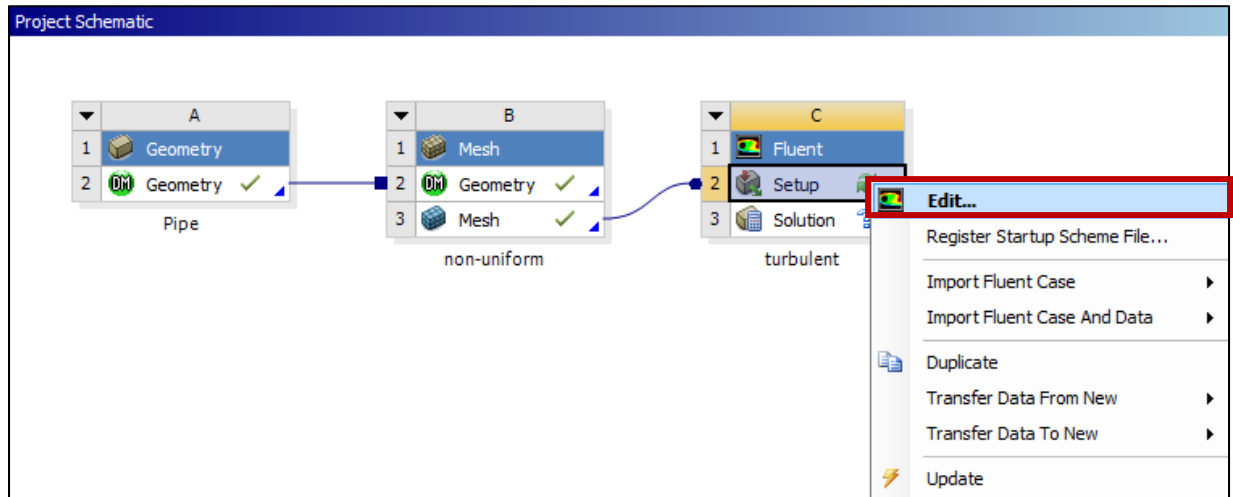 Project Schematic
A
1 Geometry
2 DM Geometry
Pipe
B
1 Mesh
2 DM Geometry
3 Mesh
non-uniform
C
1 Fluent
2 Setup
3 Solution
turbulent
Edit...
Register Startup Scheme File...
Import Fluent Case
Import Fluent Case And Data
Duplicate
Transfer Data From New
Transfer Data To New
Update